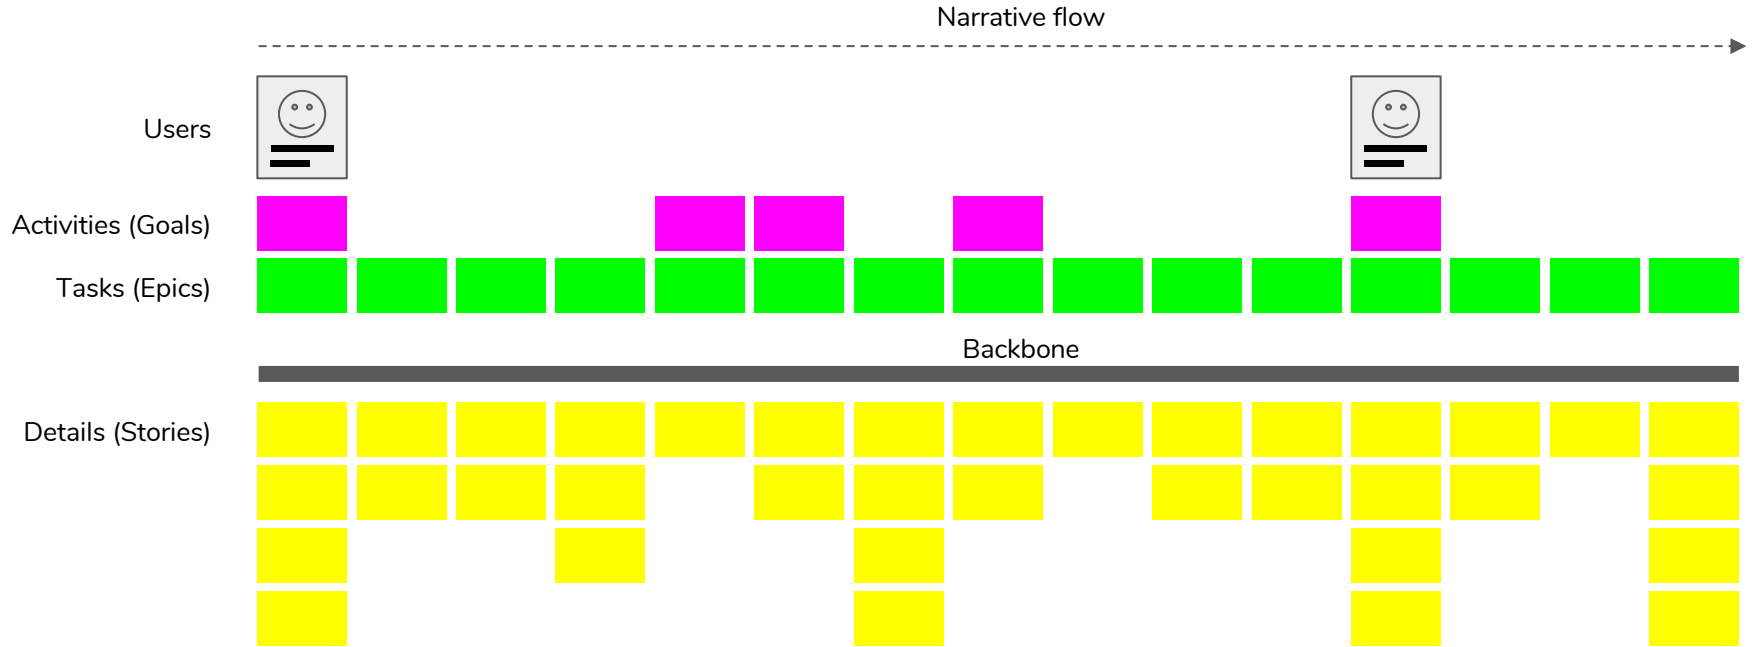 Narrative flow
Users
Activities (Goals)
Tasks (Epics)
Backbone
Details (Stories)